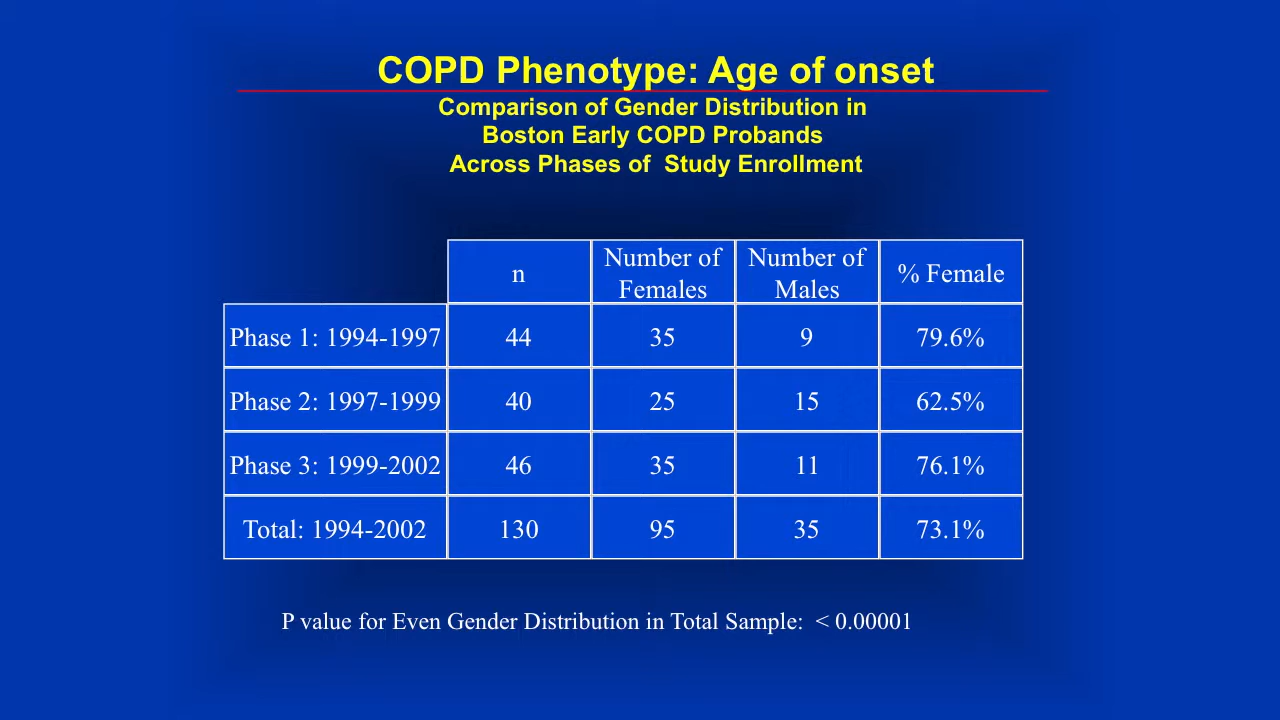 COPD Phenotype: Age of onset
Comparison of Gender Distribution in
Boston Early COPD Probands
Across Phases of  Study Enrollment
n
Number of
Females
Number of
Males
% Female
Phase 1: 1994-1997 44 35 9 79.6%
Phase 2: 1997-1999 40 25 15 62.5%
Phase 3: 1999-2002 46 35 11 76.1%
Total: 1994-2002 130 95 35 73.1%
P value for Even Gender Distribution in Total Sample:  < 0.00001